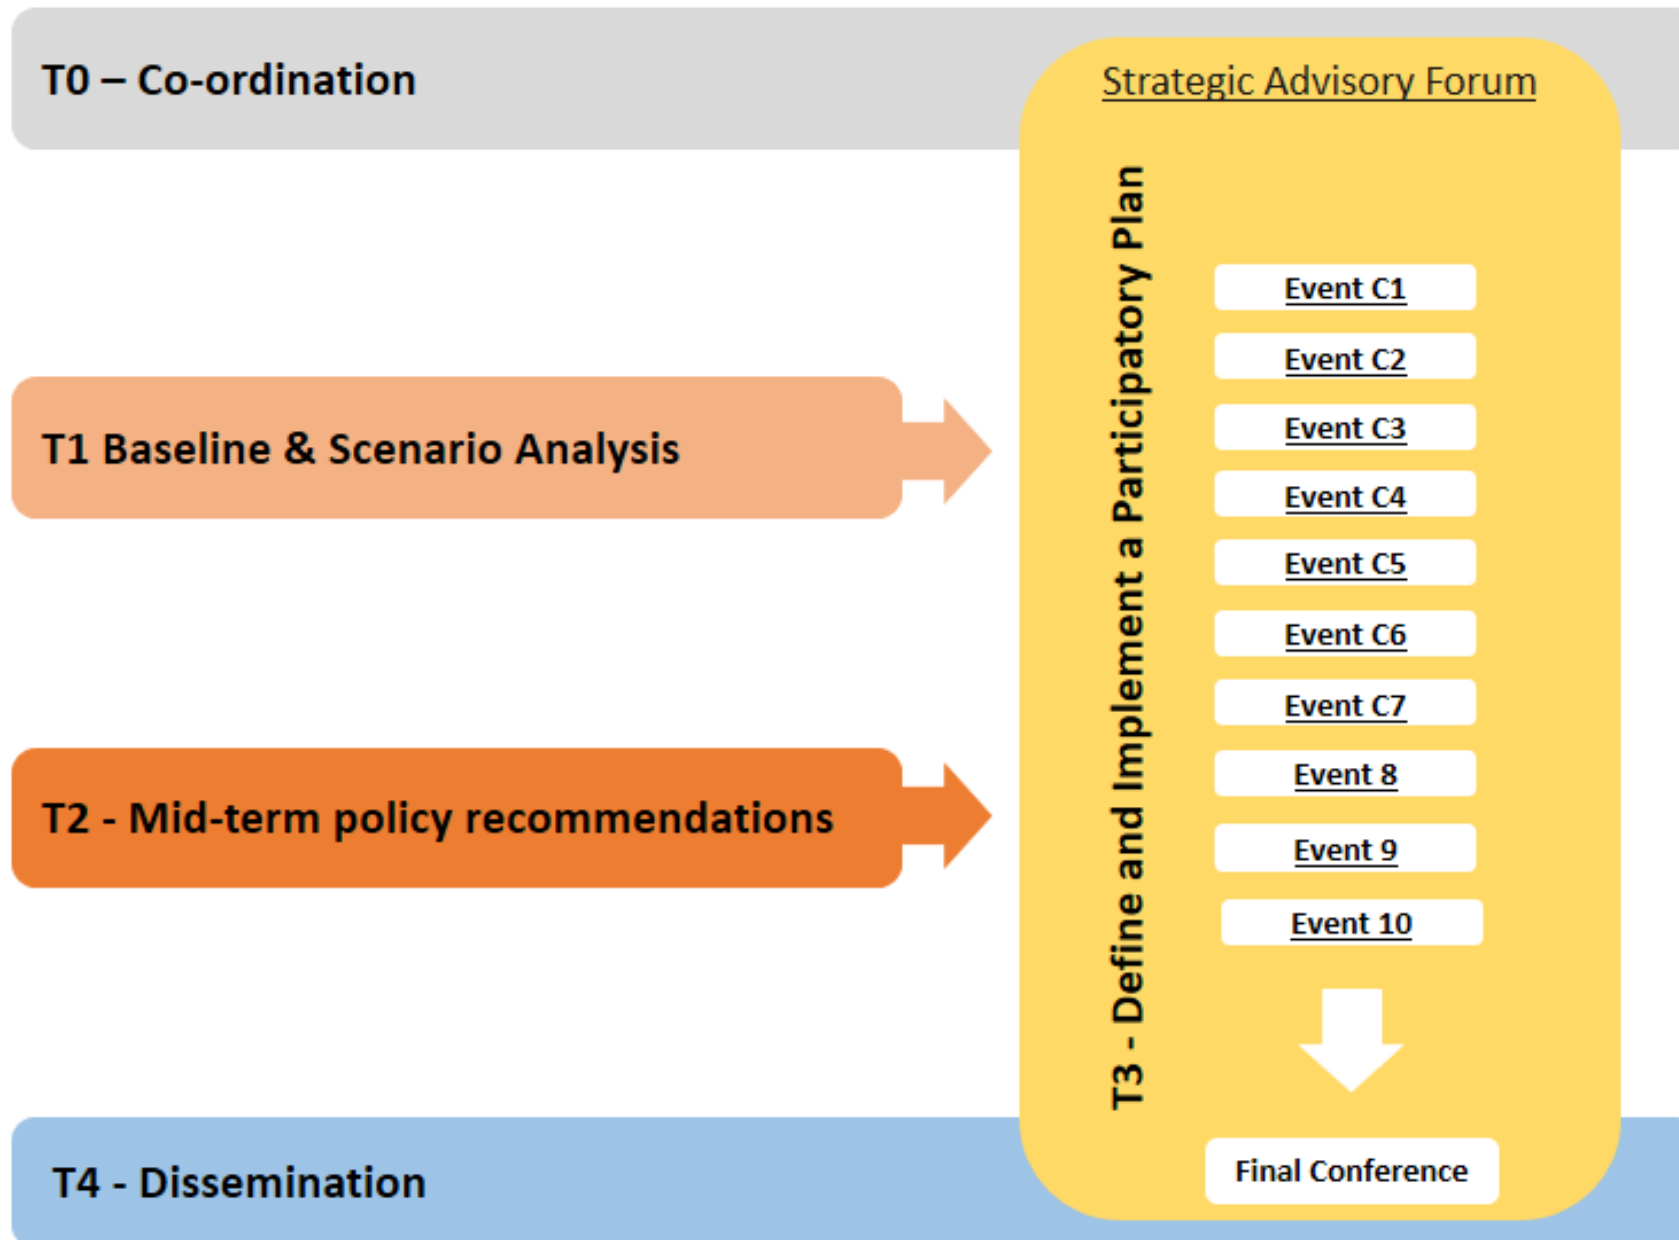 T0 – Co-ordination
Strategic Advisory Forum
T3 - Define and Implement a Participatory Plan
Event C1
Event C2
Event C3
Event C4
Event C5
Event C6
Event C7
Event 8
Event 9
Event 10
T1 Baseline & Scenario Analysis
T2 - Mid-term policy recommendations
T4 - Dissemination
Final Conference